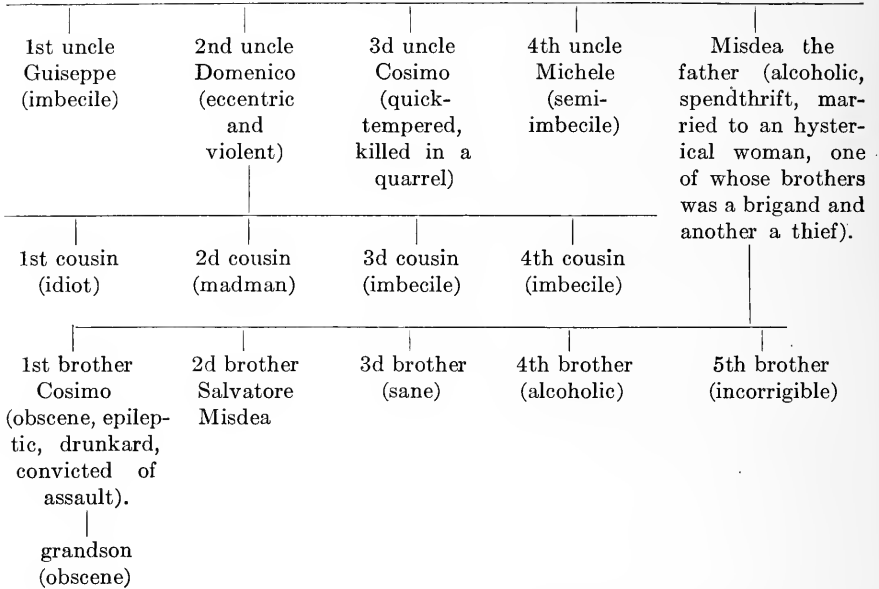 1st uncle
Guiseppe
(imbecile)
2nd uncle
Domenico
(eccentric
and
violent)
3d uncle
Cosimo
(quick-
tempered,
killed in a
quarrel)
4th uncle
Michele
(semi-
imbecile)
Misdea the
father (alcoholic,
spendthrift, mar-
ried to an hyster-
ical woman, one
of whose brothers
was a brigand and
another a thief).
1st cousin
(idiot)
2d cousin
(madman)
3d cousin
(imbecile)
4th cousin
(imbecile)
1st brother
Cosimo
(obscene, epilep-
tic, drunkard,
convicted of
assault).
2d brother
Salvatore
Misdea
3d brother
(sane)
4th brother
(alcoholic)
5th brother
(incorrigible)
grandson
(obscene)